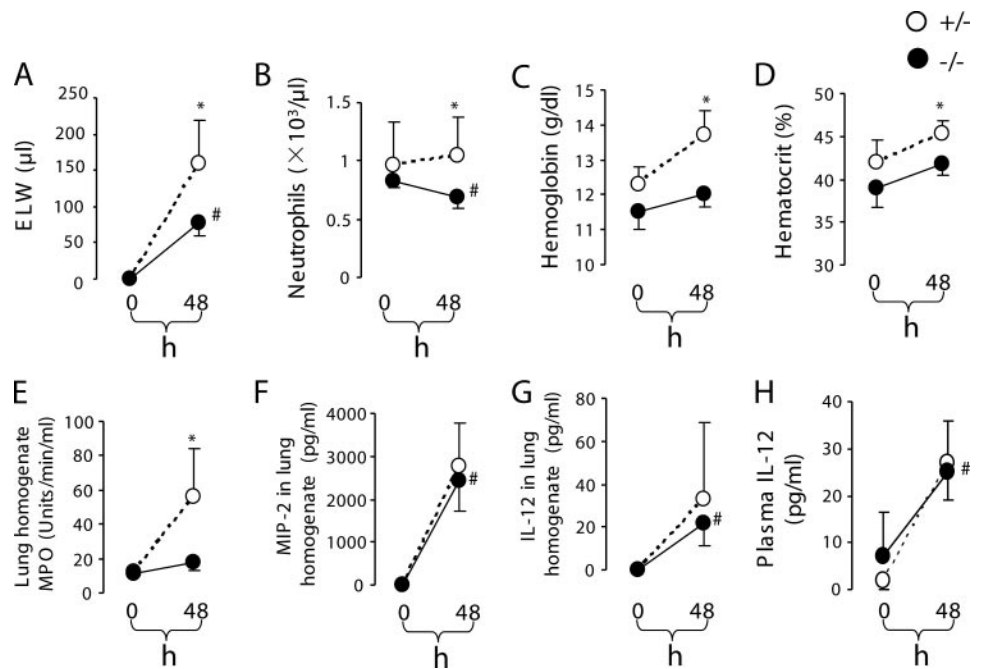 +/-
-/-
A
ELW (µl)
250
200
150
100
50
0
*
#
0 48
h
B
Neutrophils (×10³/µl)
1.5
1
0.5
0
*
#
0 48
h
C
Hemoglobin (g/dl)
15
14
13
12
11
10
*
0 48
h
D
Hematocrit (%)
50
45
40
35
30
*
0 48
h
E
Lung homogenate
MPO (Units/min/ml)
100
80
60
40
20
0
*
0 48
h
F
MIP-2 in lung
homogenate (pg/ml)
4000
3000
2000
1000
0
#
0 48
h
G
IL-12 in lung
homogenate (pg/ml)
80
60
40
20
0
#
0 48
h
H
Plasma IL-12
(pg/ml)
40
30
20
10
0
#
0 48
h